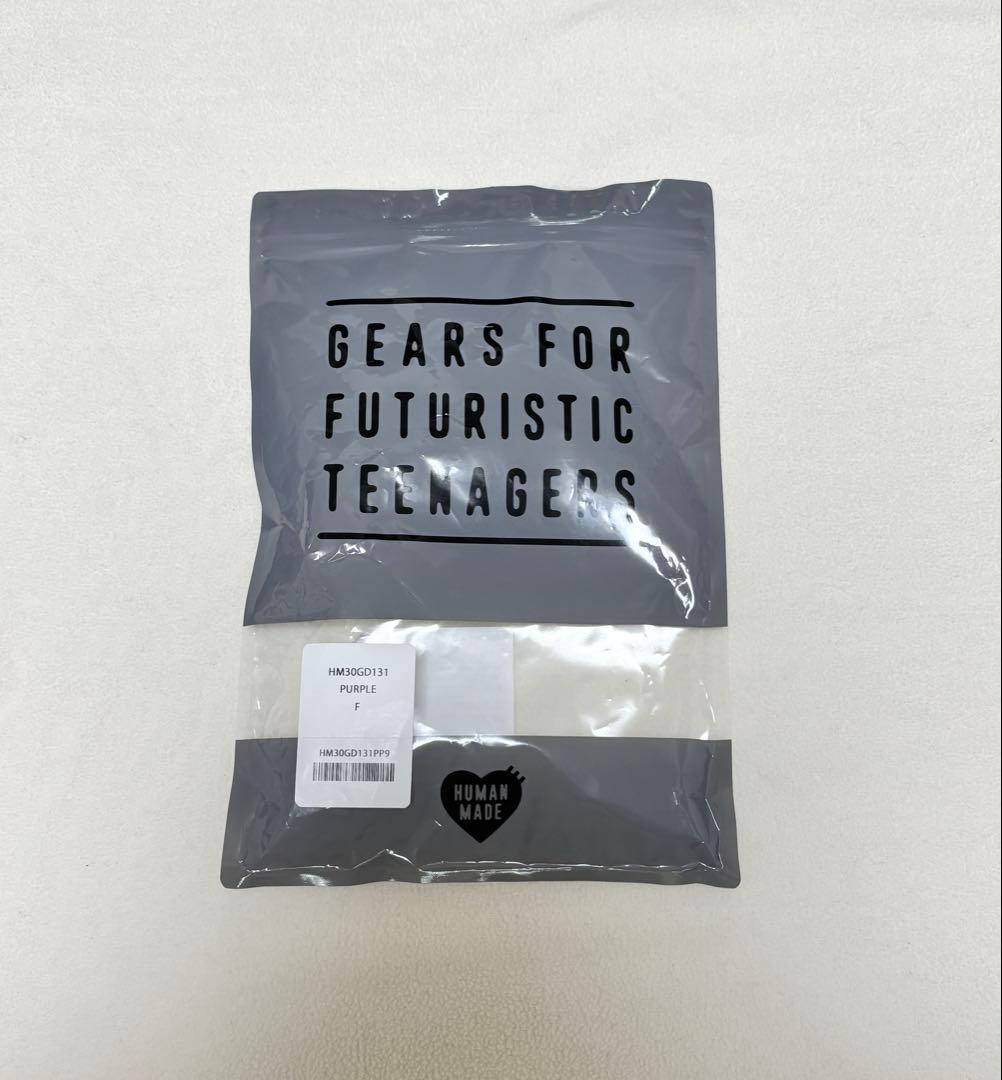 GEARS FOR
FUTURISTIC
TEENAGERS
HM30GD131
PURPLE
F
HM30GD131PP9
HUMAN
MADE